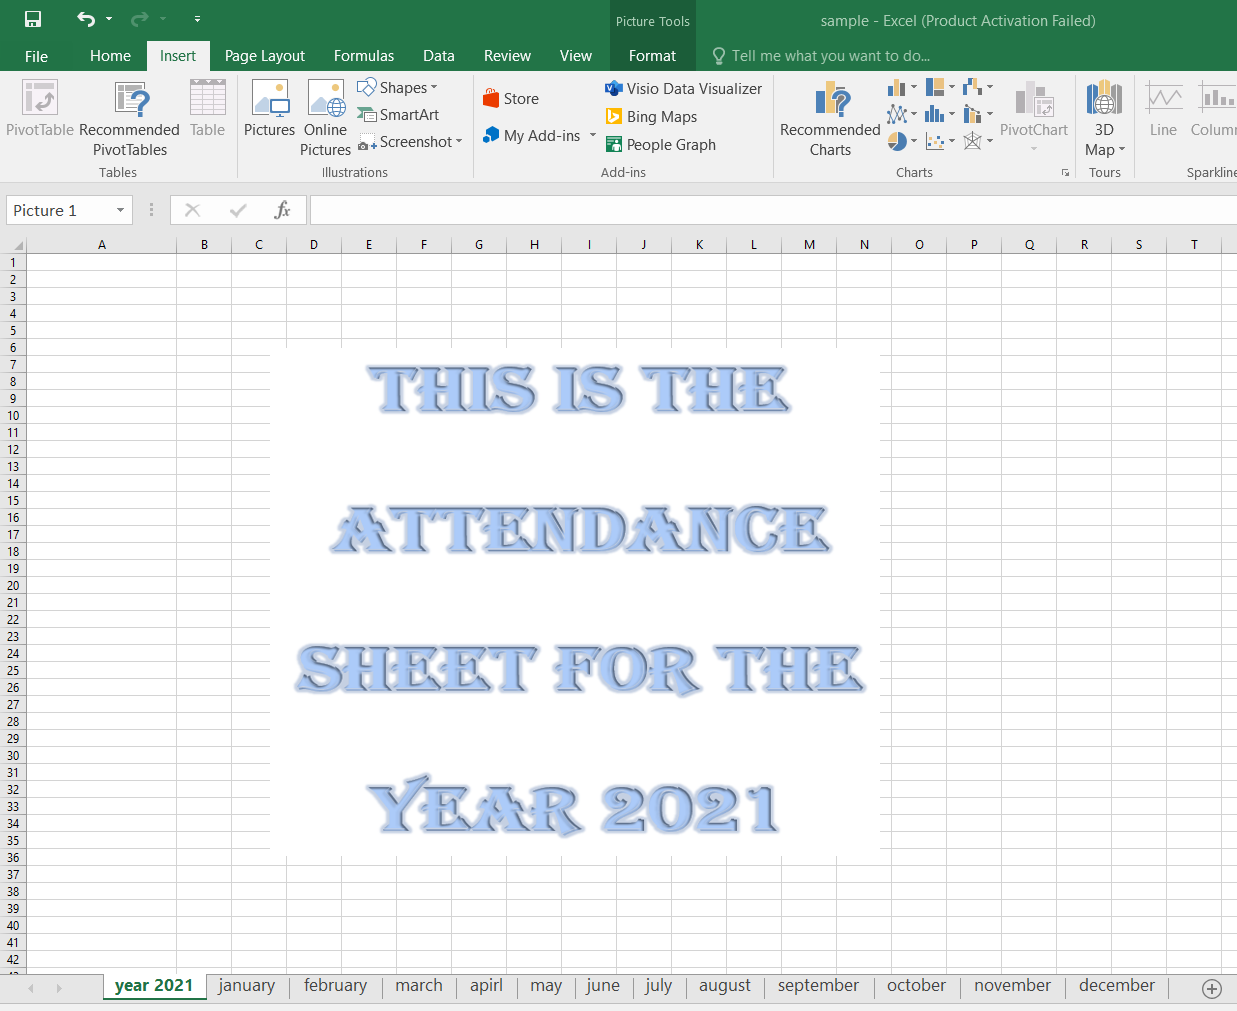 Picture Tools
sample - Excel (Product Activation Failed)
File Home Insert Page Layout Formulas Data Review View Format Tell me what you want to do...
PivotTable
Recommended
PivotTables
Table
Tables
Pictures
Online
Pictures
Shapes
SmartArt
Screenshot
Illustrations
Store
My Add-ins
Visio Data Visualizer
Bing Maps
People Graph
Add-ins
Recommended
Charts
PivotChart
Charts
3D
Map
Tours
Line
Column
Sparkline
Picture 1
fx
A B C D E F G H I J K L M N O P Q R S T
1
2
3
4
5
6
7
8
9
10
11
12
13
14
15
16
17
18
19
20
21
22
23
24
25
26
27
28
29
30
31
32
33
34
35
36
37
38
39
40
41
42
THIS IS THE
ATTENDANCE
SHEET FOR THE
YEAR 2021
year 2021 january february march apirl may june july august september october november december